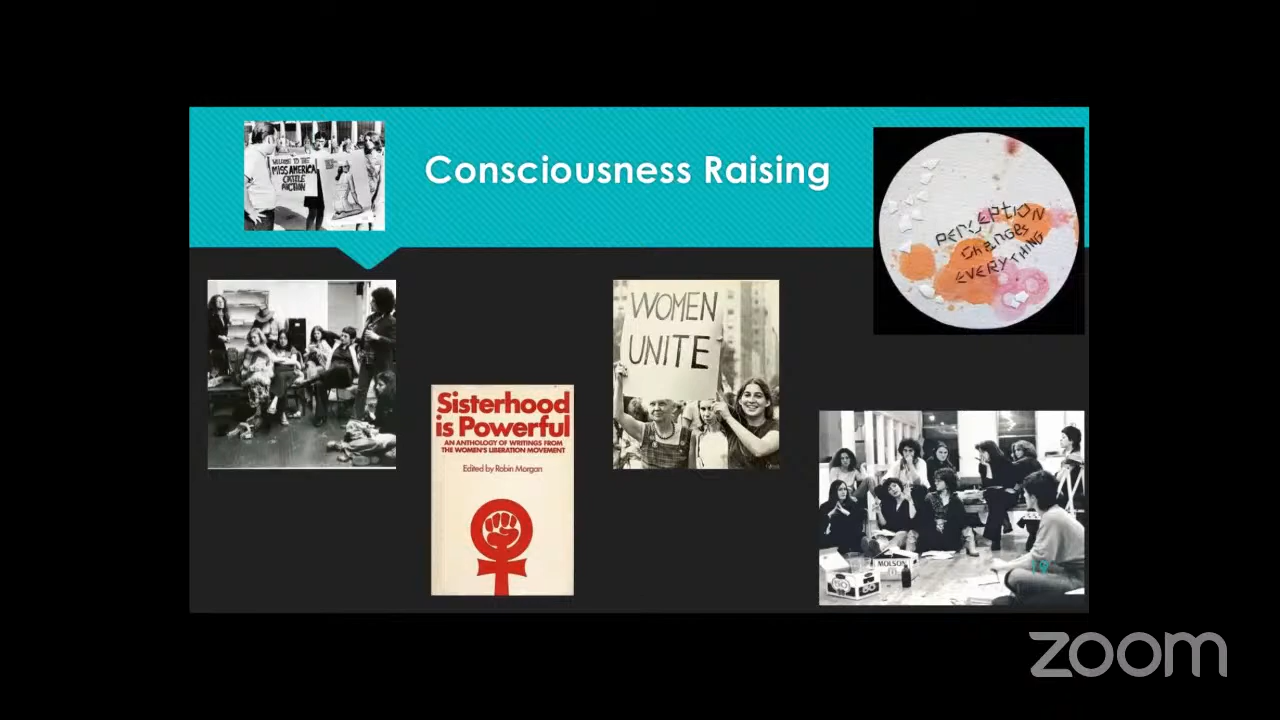 Consciousness Raising
WELCOME TO THE
MISS AMERICA
CATTLE
AUCTION
PERCEPTION
changes
EVERYTHING
WOMEN
UNITE
Sisterhood
is Powerful
AN ANTHOLOGY OF WRITINGS FROM
THE WOMEN'S LIBERATION MOVEMENT
Edited by Robin Morgan
MOLSON
19
zoom